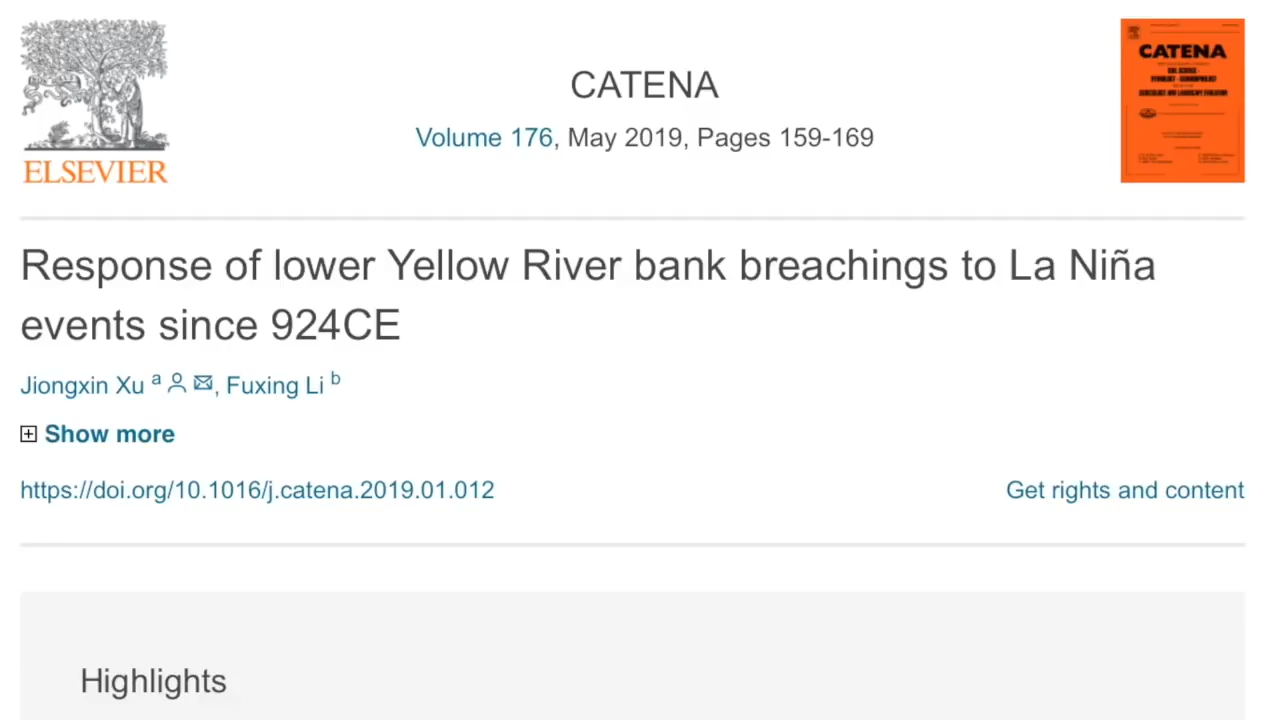 CATENA
Volume 176, May 2019, Pages 159-169
ELSEVIER
CATENA
Response of lower Yellow River bank breachings to La Niña
events since 924CE
Jiongxin Xu a, Fuxing Li b
Show more
https://doi.org/10.1016/j.catena.2019.01.012
Get rights and content
Highlights